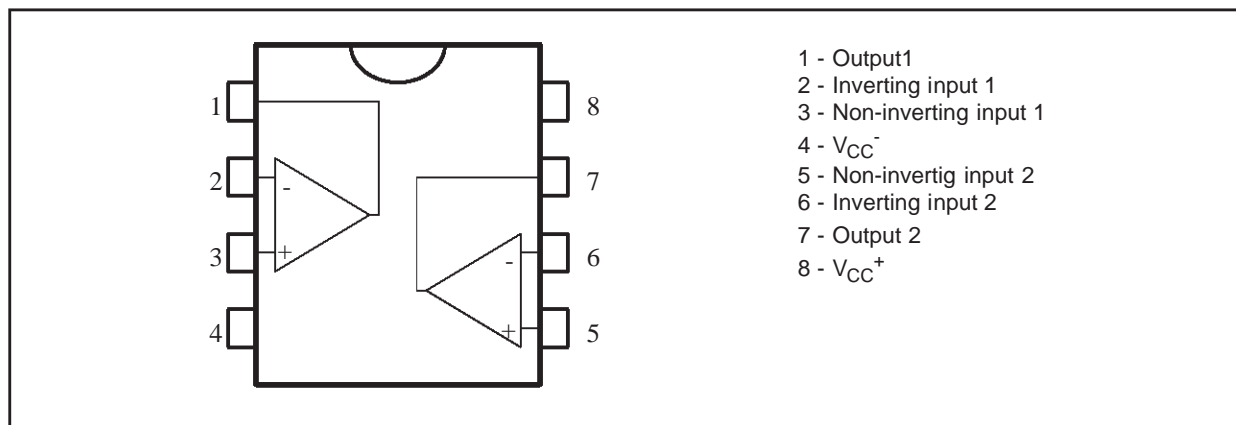 1
2
3
4
8
7
6
5
-
+
-
+
1 - Output1
2 - Inverting input 1
3 - Non-inverting input 1
4 - VCC-
5 - Non-invertig input 2
6 - Inverting input 2
7 - Output 2
8 - VCC+